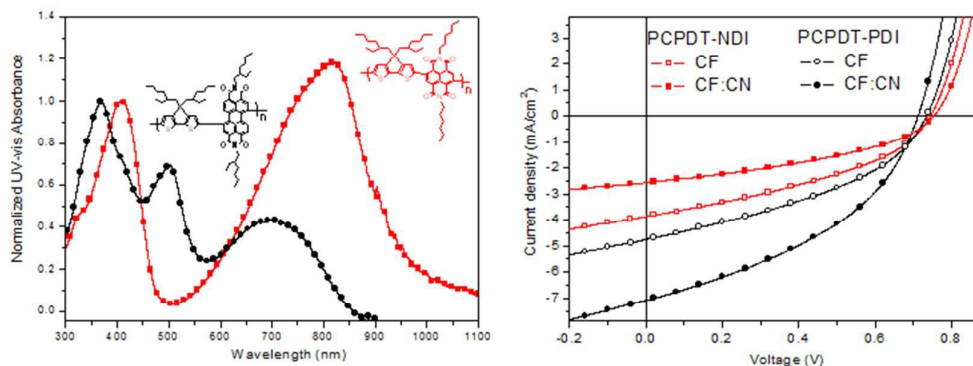 1.4
1.2
1.0
0.8
0.6
0.4
0.2
0.0
Normalized UV-vis Absorbance
300 400 500 600 700 800 900 1000 1100
Wavelength (nm)
n
n
3
2
1
0
-1
-2
-3
-4
-5
-6
-7
Current density (mA/cm²)
PCPDT-NDI PCPDT-PDI
CF CF
CF:CN CF:CN
-0.2 0.0 0.2 0.4 0.6 0.8
Voltage (V)